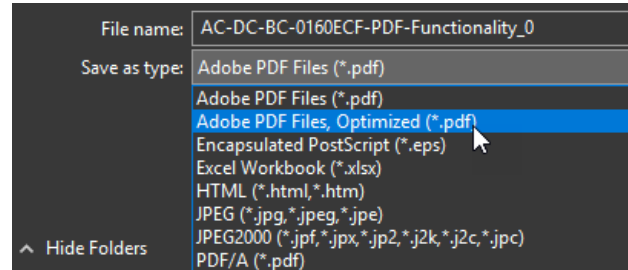 File name: AC-DC-BC-0160ECF-PDF-Functionality_0
Save as type: Adobe PDF Files (*.pdf)
Adobe PDF Files (*.pdf)
Adobe PDF Files, Optimized (*.pdf)
Encapsulated PostScript (*.eps)
Excel Workbook (*.xlsx)
HTML (*.html,*.htm)
JPEG (*.jpg,*.jpeg,*.jpe)
JPEG2000 (*.jpf,*.jpx,*.jp2,*.j2k,*.j2c,*.jpc)
Hide Folders
PDF/A (*.pdf)